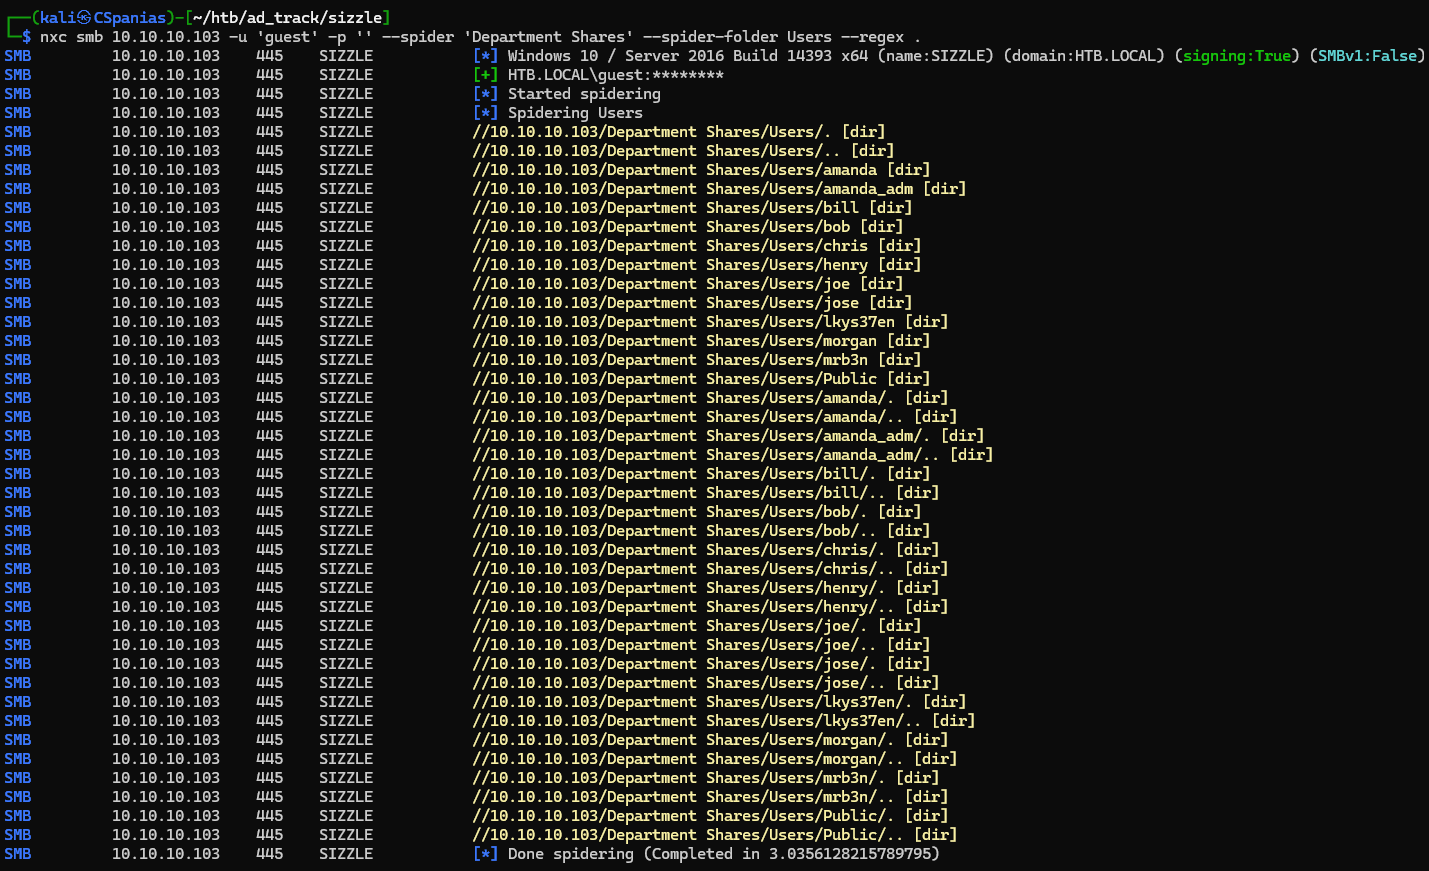 ┌──(kali㉿CSpanias)-[~/htb/ad_track/sizzle]
└─$ nxc smb 10.10.10.103 -u 'guest' -p '' --spider 'Department Shares' --spider-folder Users --regex .
SMB 10.10.10.103 445 SIZZLE [*] Windows 10 / Server 2016 Build 14393 x64 (name:SIZZLE) (domain:HTB.LOCAL) (signing:True) (SMBv1:False)
SMB 10.10.10.103 445 SIZZLE [+] HTB.LOCAL\guest:********
SMB 10.10.10.103 445 SIZZLE [*] Started spidering
SMB 10.10.10.103 445 SIZZLE [*] Spidering Users
SMB 10.10.10.103 445 SIZZLE //10.10.10.103/Department Shares/Users/. [dir]
SMB 10.10.10.103 445 SIZZLE //10.10.10.103/Department Shares/Users/.. [dir]
SMB 10.10.10.103 445 SIZZLE //10.10.10.103/Department Shares/Users/amanda [dir]
SMB 10.10.10.103 445 SIZZLE //10.10.10.103/Department Shares/Users/amanda_adm [dir]
SMB 10.10.10.103 445 SIZZLE //10.10.10.103/Department Shares/Users/bill [dir]
SMB 10.10.10.103 445 SIZZLE //10.10.10.103/Department Shares/Users/bob [dir]
SMB 10.10.10.103 445 SIZZLE //10.10.10.103/Department Shares/Users/chris [dir]
SMB 10.10.10.103 445 SIZZLE //10.10.10.103/Department Shares/Users/henry [dir]
SMB 10.10.10.103 445 SIZZLE //10.10.10.103/Department Shares/Users/joe [dir]
SMB 10.10.10.103 445 SIZZLE //10.10.10.103/Department Shares/Users/jose [dir]
SMB 10.10.10.103 445 SIZZLE //10.10.10.103/Department Shares/Users/lkys37en [dir]
SMB 10.10.10.103 445 SIZZLE //10.10.10.103/Department Shares/Users/morgan [dir]
SMB 10.10.10.103 445 SIZZLE //10.10.10.103/Department Shares/Users/mrb3n [dir]
SMB 10.10.10.103 445 SIZZLE //10.10.10.103/Department Shares/Users/Public [dir]
SMB 10.10.10.103 445 SIZZLE //10.10.10.103/Department Shares/Users/amanda/. [dir]
SMB 10.10.10.103 445 SIZZLE //10.10.10.103/Department Shares/Users/amanda/.. [dir]
SMB 10.10.10.103 445 SIZZLE //10.10.10.103/Department Shares/Users/amanda_adm/. [dir]
SMB 10.10.10.103 445 SIZZLE //10.10.10.103/Department Shares/Users/amanda_adm/.. [dir]
SMB 10.10.10.103 445 SIZZLE //10.10.10.103/Department Shares/Users/bill/. [dir]
SMB 10.10.10.103 445 SIZZLE //10.10.10.103/Department Shares/Users/bill/.. [dir]
SMB 10.10.10.103 445 SIZZLE //10.10.10.103/Department Shares/Users/bob/. [dir]
SMB 10.10.10.103 445 SIZZLE //10.10.10.103/Department Shares/Users/bob/.. [dir]
SMB 10.10.10.103 445 SIZZLE //10.10.10.103/Department Shares/Users/chris/. [dir]
SMB 10.10.10.103 445 SIZZLE //10.10.10.103/Department Shares/Users/chris/.. [dir]
SMB 10.10.10.103 445 SIZZLE //10.10.10.103/Department Shares/Users/henry/. [dir]
SMB 10.10.10.103 445 SIZZLE //10.10.10.103/Department Shares/Users/henry/.. [dir]
SMB 10.10.10.103 445 SIZZLE //10.10.10.103/Department Shares/Users/joe/. [dir]
SMB 10.10.10.103 445 SIZZLE //10.10.10.103/Department Shares/Users/joe/.. [dir]
SMB 10.10.10.103 445 SIZZLE //10.10.10.103/Department Shares/Users/jose/. [dir]
SMB 10.10.10.103 445 SIZZLE //10.10.10.103/Department Shares/Users/jose/.. [dir]
SMB 10.10.10.103 445 SIZZLE //10.10.10.103/Department Shares/Users/lkys37en/. [dir]
SMB 10.10.10.103 445 SIZZLE //10.10.10.103/Department Shares/Users/lkys37en/.. [dir]
SMB 10.10.10.103 445 SIZZLE //10.10.10.103/Department Shares/Users/morgan/. [dir]
SMB 10.10.10.103 445 SIZZLE //10.10.10.103/Department Shares/Users/morgan/.. [dir]
SMB 10.10.10.103 445 SIZZLE //10.10.10.103/Department Shares/Users/mrb3n/. [dir]
SMB 10.10.10.103 445 SIZZLE //10.10.10.103/Department Shares/Users/mrb3n/.. [dir]
SMB 10.10.10.103 445 SIZZLE //10.10.10.103/Department Shares/Users/Public/. [dir]
SMB 10.10.10.103 445 SIZZLE //10.10.10.103/Department Shares/Users/Public/.. [dir]
SMB 10.10.10.103 445 SIZZLE [*] Done spidering (Completed in 3.0356128215789795)